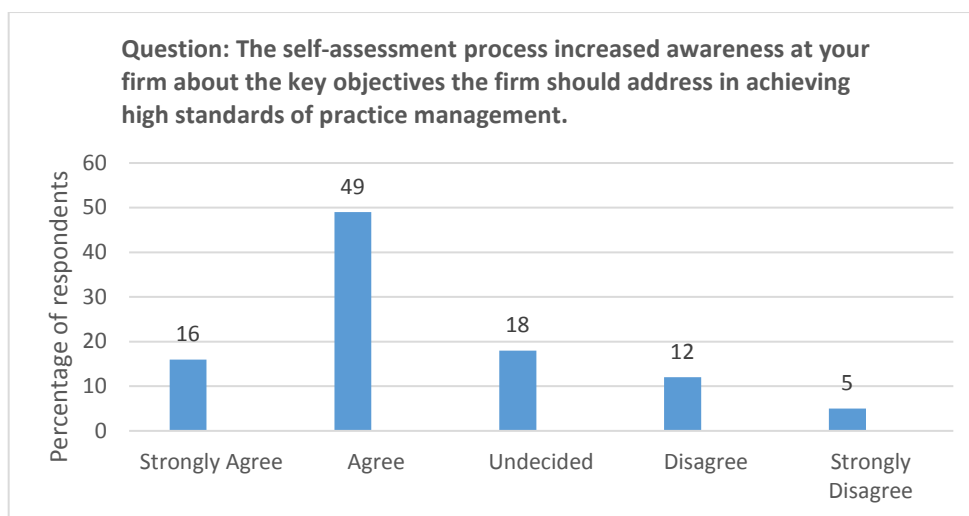 Question: The self-assessment process increased awareness at your
firm about the key objectives the firm should address in achieving
high standards of practice management.
Percentage of respondents
60
50
40
30
20
10
0
16
49
18
12
5
Strongly Agree
Agree
Undecided
Disagree
Strongly
Disagree